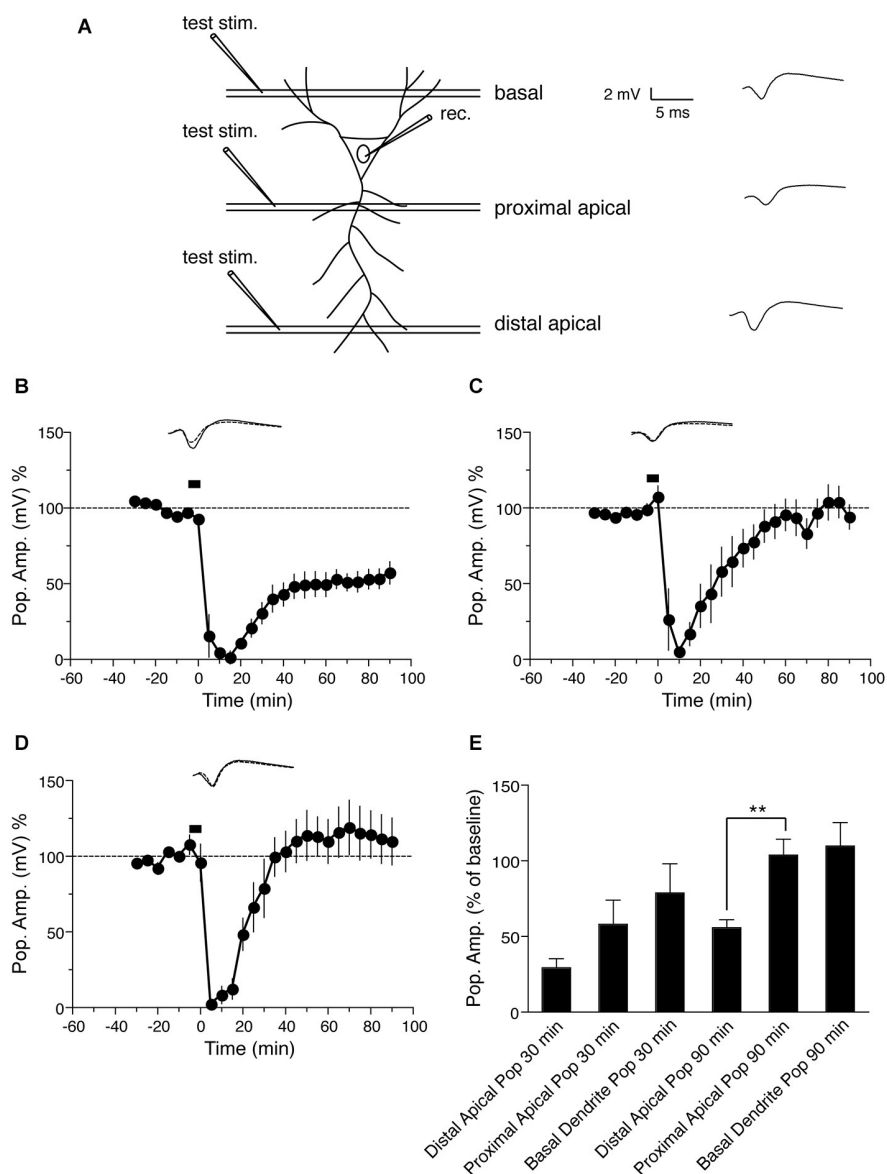 A
test stim.
basal
2 mV
5 ms
rec.
test stim.
proximal apical
test stim.
distal apical
B
Pop. Amp. (mV) %
150
100
50
0
-60 -40 -20 0 20 40 60 80 100
Time (min)
C
Pop. Amp. (mV) %
150
100
50
0
-60 -40 -20 0 20 40 60 80 100
Time (min)
D
Pop. Amp. (mV) %
150
100
50
0
-60 -40 -20 0 20 40 60 80 100
Time (min)
E
Pop. Amp. (% of baseline)
150
100
50
0
**
Distal Apical Pop 30 min
Proximal Apical Pop 30 min
Basal Dendrite Pop 30 min
Distal Apical Pop 90 min
Proximal Apical Pop 90 min
Basal Dendrite Pop 90 min